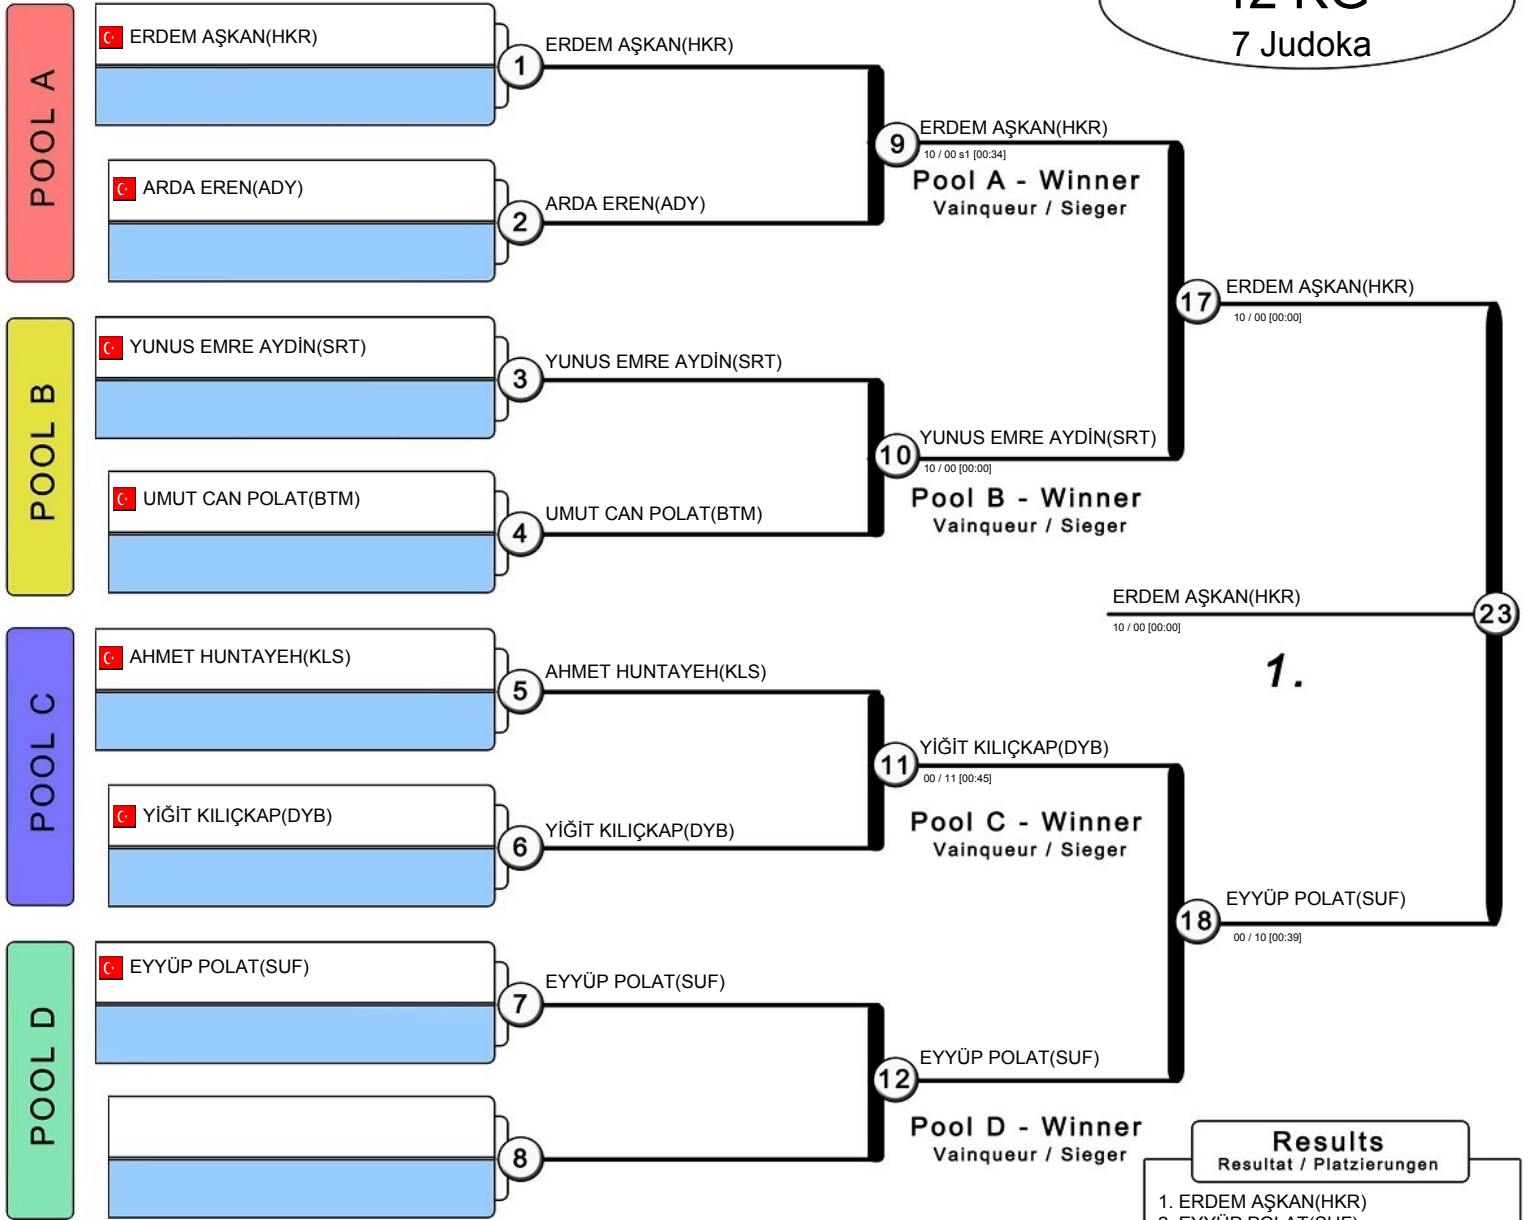 7 Judoka
POOL A
ERDEM AŞKAN(HKR)
1
ERDEM AŞKAN(HKR)
ARDA EREN(ADY)
2
ARDA EREN(ADY)
9
ERDEM AŞKAN(HKR)
10 / 00 s1 [00:34]
Pool A - Winner
Vainqueur / Sieger
POOL B
YUNUS EMRE AYDİN(SRT)
3
YUNUS EMRE AYDİN(SRT)
UMUT CAN POLAT(BTM)
4
UMUT CAN POLAT(BTM)
10
YUNUS EMRE AYDİN(SRT)
10 / 00 [00:00]
Pool B - Winner
Vainqueur / Sieger
17
ERDEM AŞKAN(HKR)
10 / 00 [00:00]
POOL C
AHMET HUNTAYEH(KLS)
5
AHMET HUNTAYEH(KLS)
YİĞİT KILIÇKAP(DYB)
6
YİĞİT KILIÇKAP(DYB)
11
YİĞİT KILIÇKAP(DYB)
00 / 11 [00:45]
Pool C - Winner
Vainqueur / Sieger
POOL D
EYYÜP POLAT(SUF)
7
EYYÜP POLAT(SUF)
8
12
EYYÜP POLAT(SUF)
Pool D - Winner
Vainqueur / Sieger
18
EYYÜP POLAT(SUF)
00 / 10 [00:39]
ERDEM AŞKAN(HKR)
23
10 / 00 [00:00]
1.
Results
Resultat / Platzierungen
1. ERDEM AŞKAN(HKR)
2. EYYÜP POLAT(SUF)